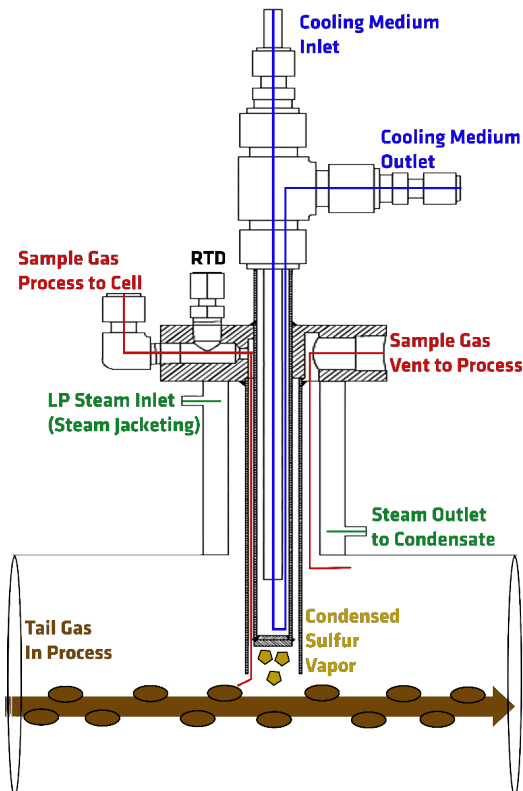 Cooling Medium
Inlet
Cooling Medium
Outlet
Sample Gas
Process to Cell
RTD
Sample Gas
Vent to Process
LP Steam Inlet
(Steam Jacketing)
Steam Outlet
to Condensate
Tail Gas
In Process
Condensed
Sulfur
Vapor